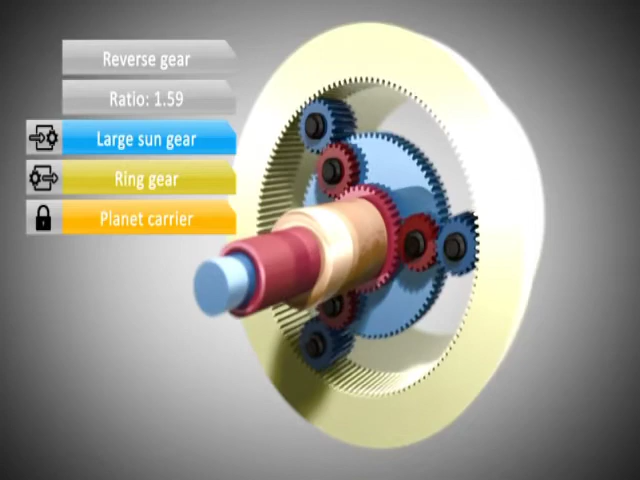 Reverse gear
Ratio: 1.59
Large sun gear
Ring gear
Planet carrier